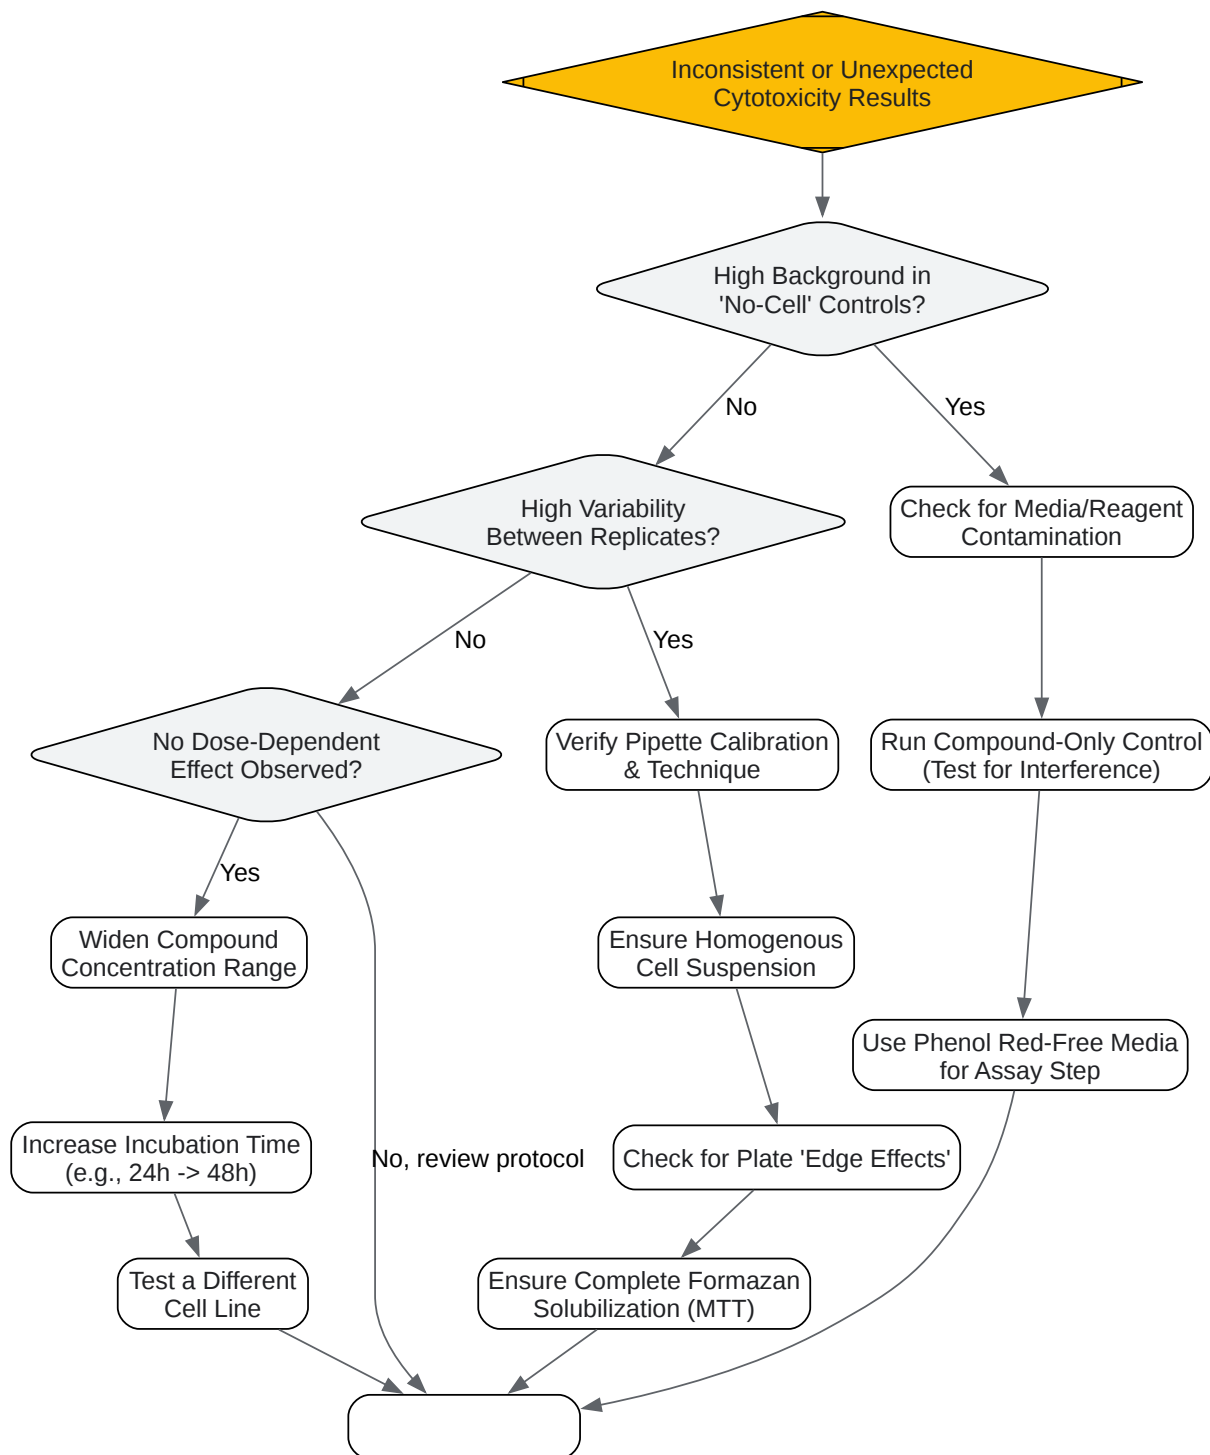 Inconsistent or Unexpected
Cytotoxicity Results
High Background in
'No-Cell' Controls?
No
Yes
High Variability
Between Replicates?
Check for Media/Reagent
Contamination
No
Yes
No Dose-Dependent
Effect Observed?
Verify Pipette Calibration
& Technique
Run Compound-Only Control
(Test for Interference)
Yes
Widen Compound
Concentration Range
Ensure Homogenous
Cell Suspension
Use Phenol Red-Free Media
for Assay Step
Increase Incubation Time
(e.g., 24h -> 48h)
No, review protocol
Check for Plate 'Edge Effects'
Test a Different
Cell Line
Ensure Complete Formazan
Solubilization (MTT)